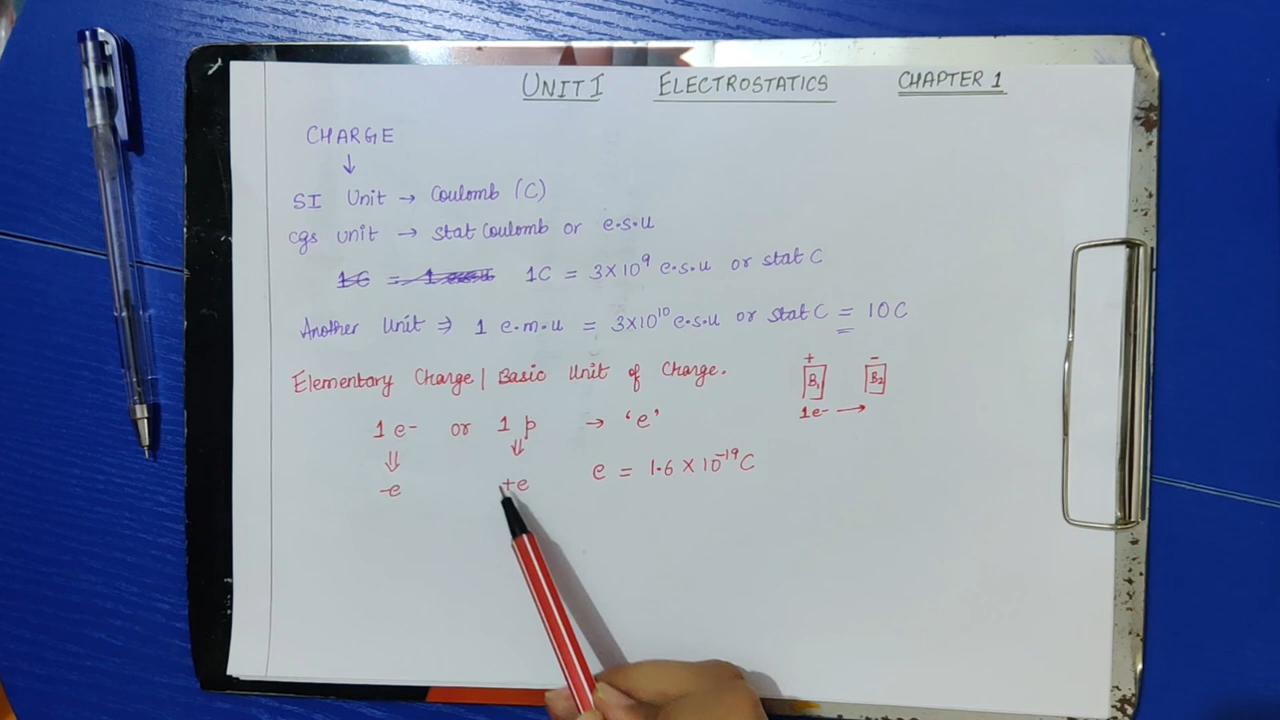 UNIT I ELECTROSTATICS CHAPTER 1
CHARGE
↓
SI Unit → Coulomb (C)
cgs unit → stat Coulomb or e.s.u
1C = 3×10⁹ e.s.u or stat C
Another Unit ⇒ 1 e.m.u = 3×10¹⁰ e.s.u or stat C = 10C
Elementary Charge | Basic Unit of Charge.
+ -
B₁ B₂
1e- →
1 e- or 1 p → 'e'
⇓ ⇓
-e +e e = 1.6 × 10⁻¹⁹C